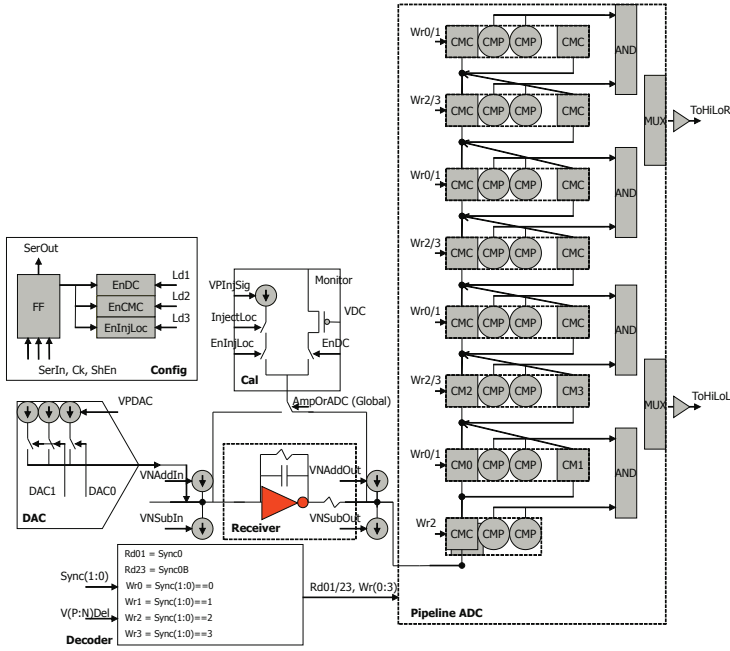 Wr0/1
CMC CMP CMP CMC
AND
Wr2/3
CMC CMP CMP CMC
MUX
ToHiLoR
Wr0/1
CMC CMP CMP CMC
AND
Wr2/3
CMC CMP CMP CMC
Wr0/1
CMC CMP CMP CMC
AND
Wr2/3
CM2 CMP CMP CM3
MUX
ToHiLoL
Wr0/1
CM0 CMP CMP CM1
AND
Wr2
CMC CMP CMP
Pipeline ADC
SerOut
FF
EnDC
EnCMC
EnInjLoc
Ld1
Ld2
Ld3
SerIn, Ck, ShEn
Config
VPInjSig
Monitor
InjectLoc
VDC
EnInjLoc
EnDC
Cal
AmpOrADC (Global)
VPDAC
DAC1
DAC0
DAC
VNAddIn
VNSubIn
VNAddOut
VNSubOut
Receiver
Sync(1:0)
V(P:N)Del
Rd01 = Sync0
Rd23 = Sync0B
Wr0 = Sync(1:0)==0
Wr1 = Sync(1:0)==1
Wr2 = Sync(1:0)==2
Wr3 = Sync(1:0)==3
Decoder
Rd01/23, Wr(0:3)